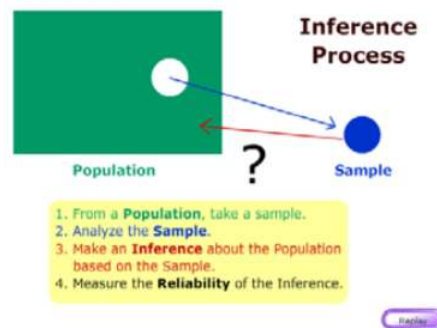 Inference
Process
Population
?
Sample
1. From a Population, take a sample.
2. Analyze the Sample.
3. Make an Inference about the Population
based on the Sample.
4. Measure the Reliability of the Inference.
Replay